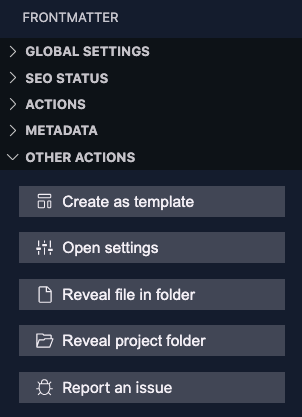 FRONTMATTER
GLOBAL SETTINGS
SEO STATUS
ACTIONS
METADATA
OTHER ACTIONS
Create as template
Open settings
Reveal file in folder
Reveal project folder
Report an issue